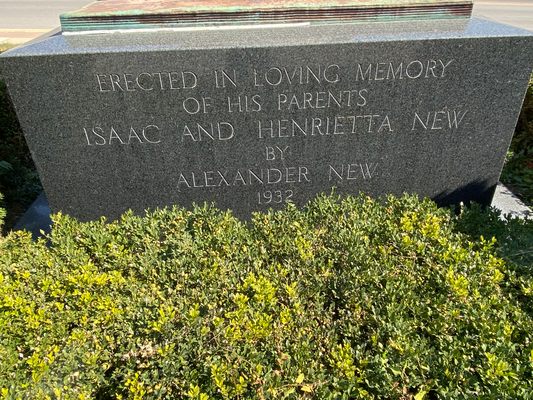 ERECTED IN LOVING MEMORY
OF HIS PARENTS
ISAAC AND HENRIETTA NEW
BY
ALEXANDER NEW
1932